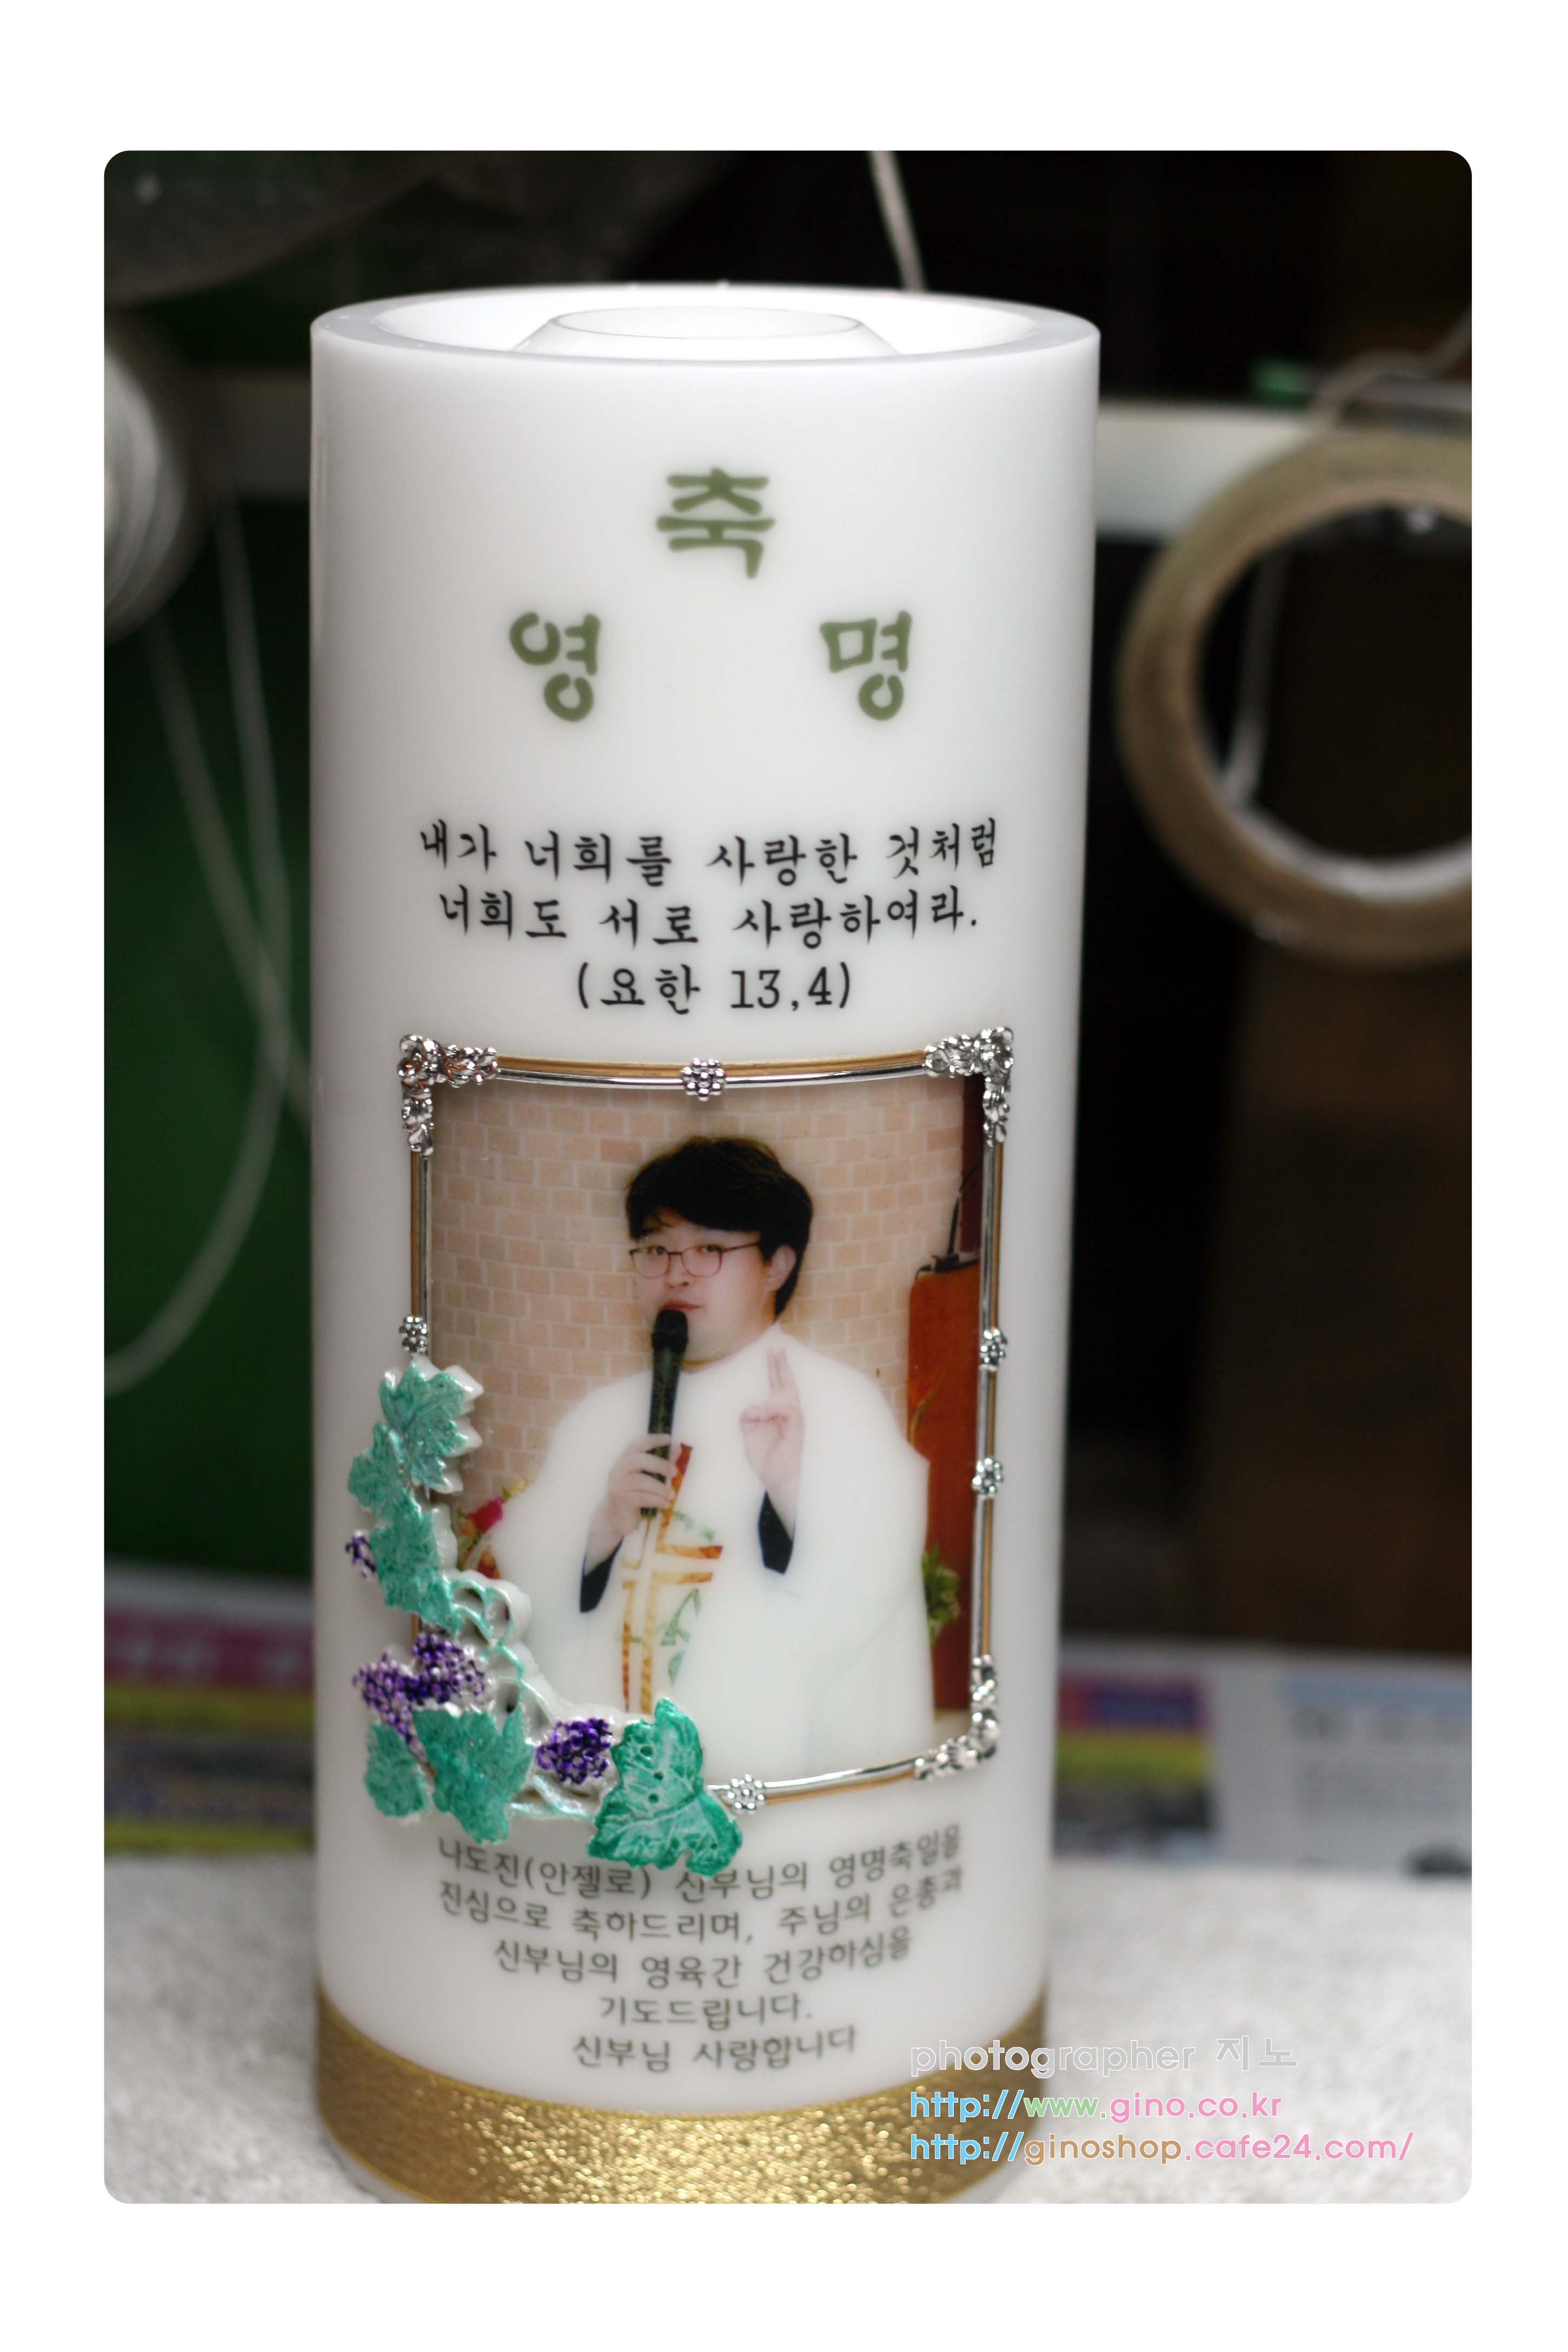 축
영 명
내가 너희를 사랑한 것처럼
너희도 서로 사랑하여라.
(요한 13,4)
나도진(안젤로) 신부님의 영명축일을
진심으로 축하드리며, 주님의 은총과
신부님의 영육간 건강하심을
기도드립니다.
신부님 사랑합니다
photographer 지노
http://www.gino.co.kr
http://ginoshop.cafe24.com/